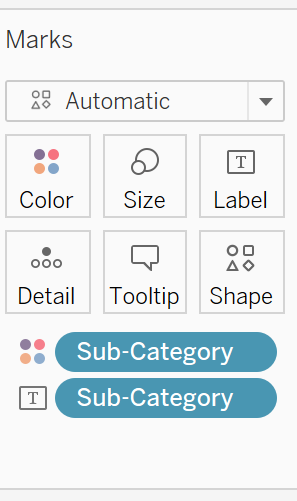 Marks
Automatic
Color Size Label
Detail Tooltip Shape
Sub-Category
Sub-Category